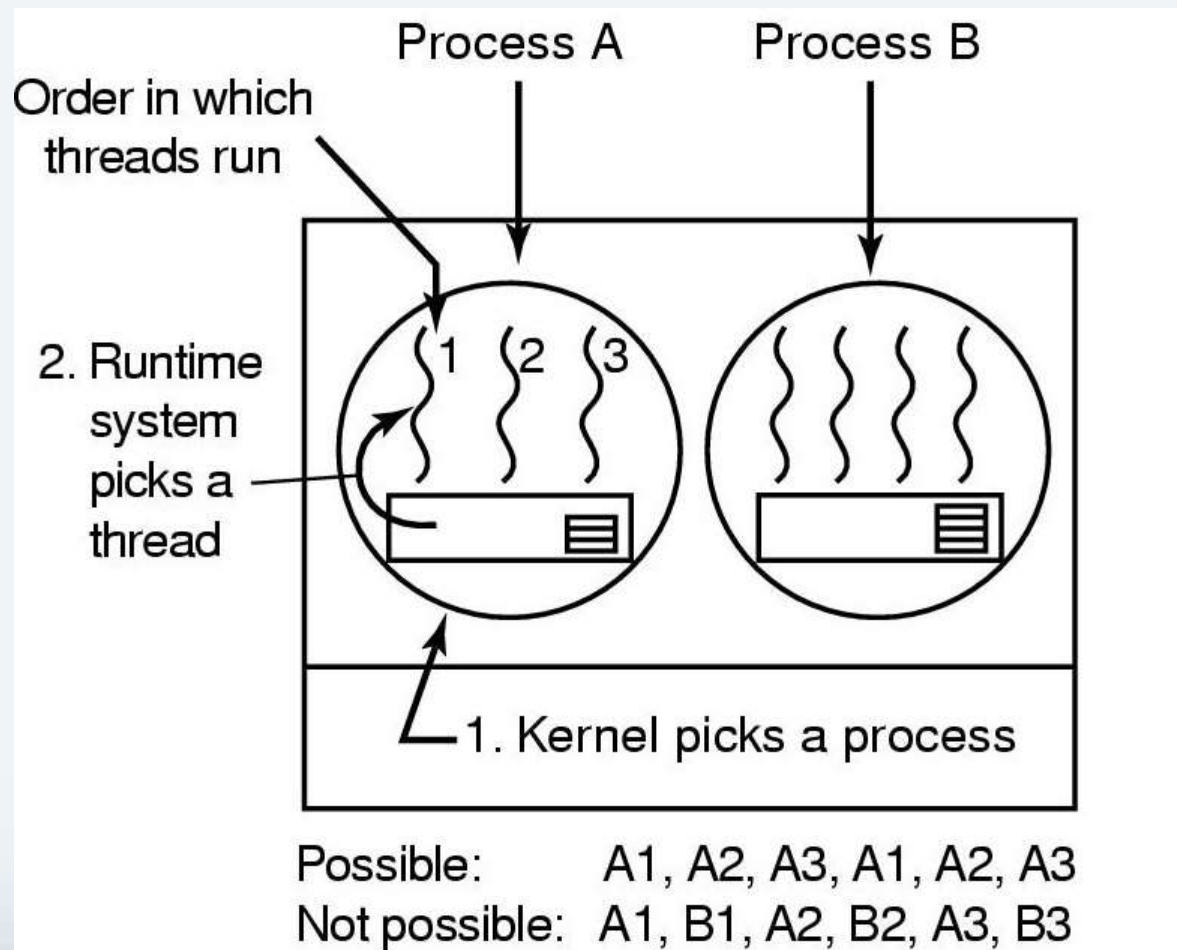 Process A
Process B
Order in which
threads run
1
2
3
2. Runtime
system
picks a
thread
1. Kernel picks a process
Possible: A1, A2, A3, A1, A2, A3
Not possible: A1, B1, A2, B2, A3, B3